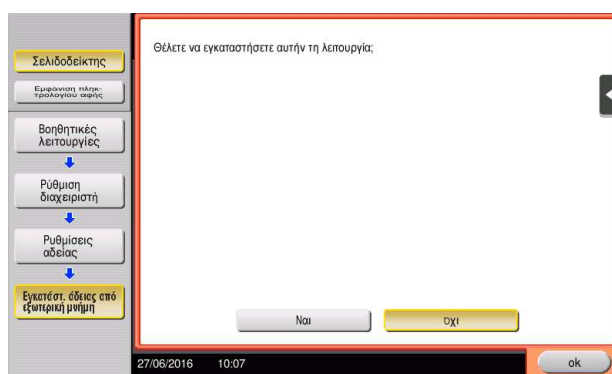 Σελιδοδείκτης
Εμφάνιση πληκ-
τρολογίου αφής
Βοηθητικές
λειτουργίες
Ρύθμιση
διαχειριστή
Ρυθμίσεις
αδείας
Εγκατάστ. άδειας από
εξωτερική μνήμη
Θέλετε να εγκαταστήσετε αυτήν τη λειτουργία;
Ναι
Όχι
27/06/2016 10:07
ok